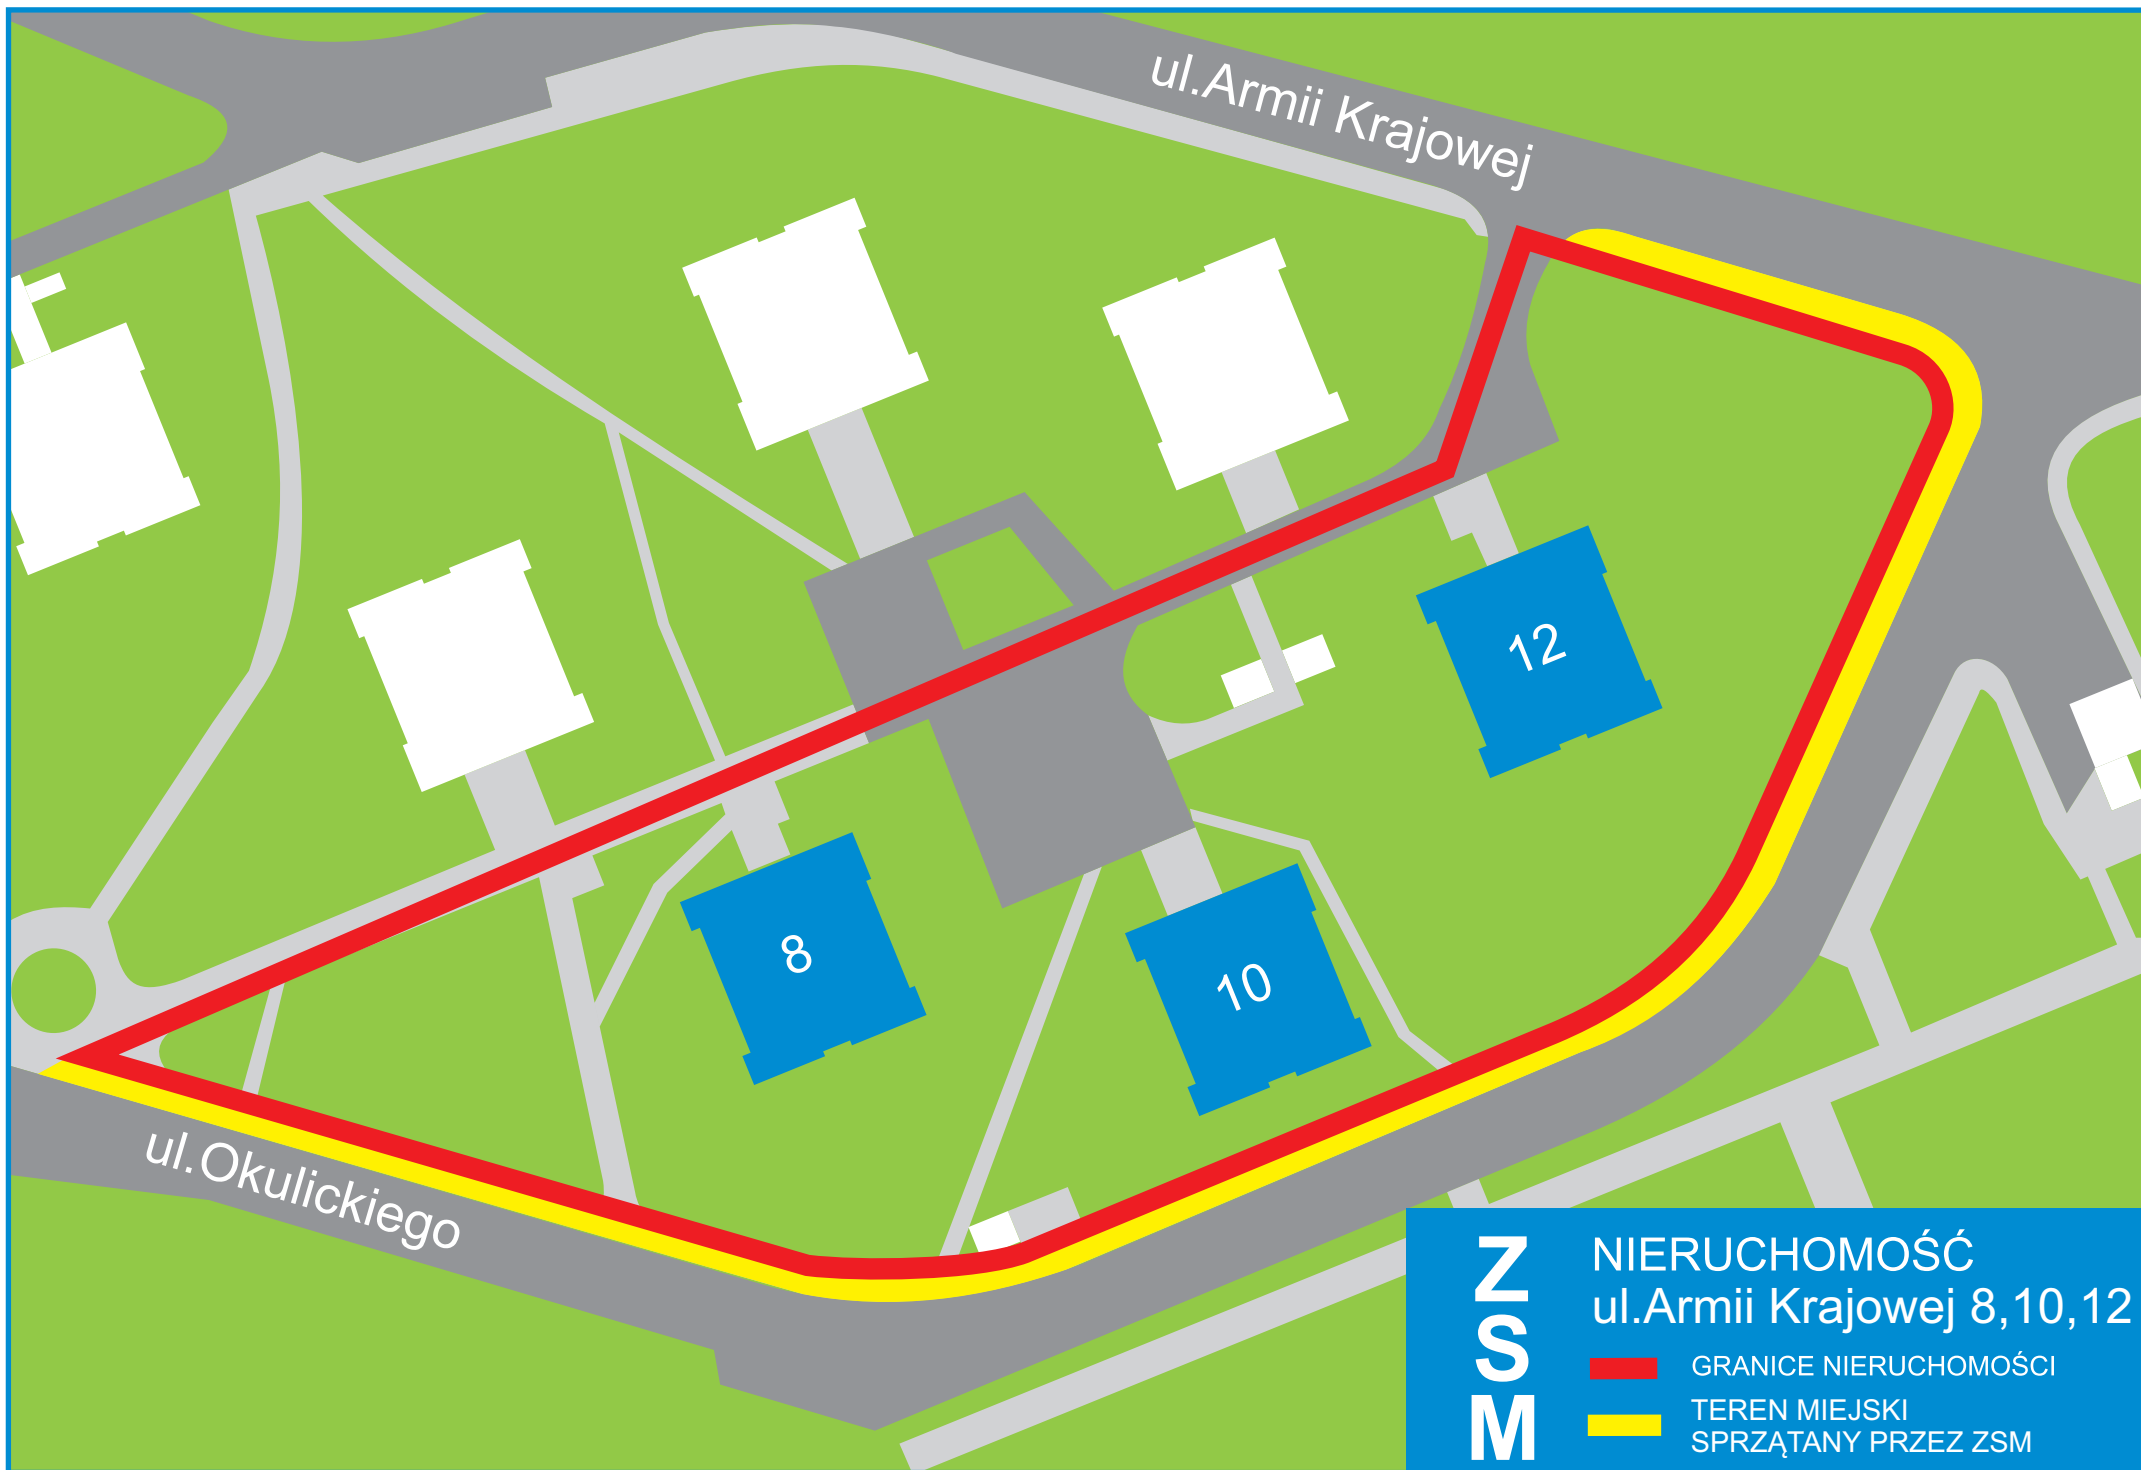 ul.Armii Krajowej
12
8
10
ul.Okulickiego
ZSM
NIERUCHOMOŚĆ
ul.Armii Krajowej 8,10,12
GRANICE NIERUCHOMOŚCI
TEREN MIEJSKI
SPRZĄTANY PRZEZ ZSM